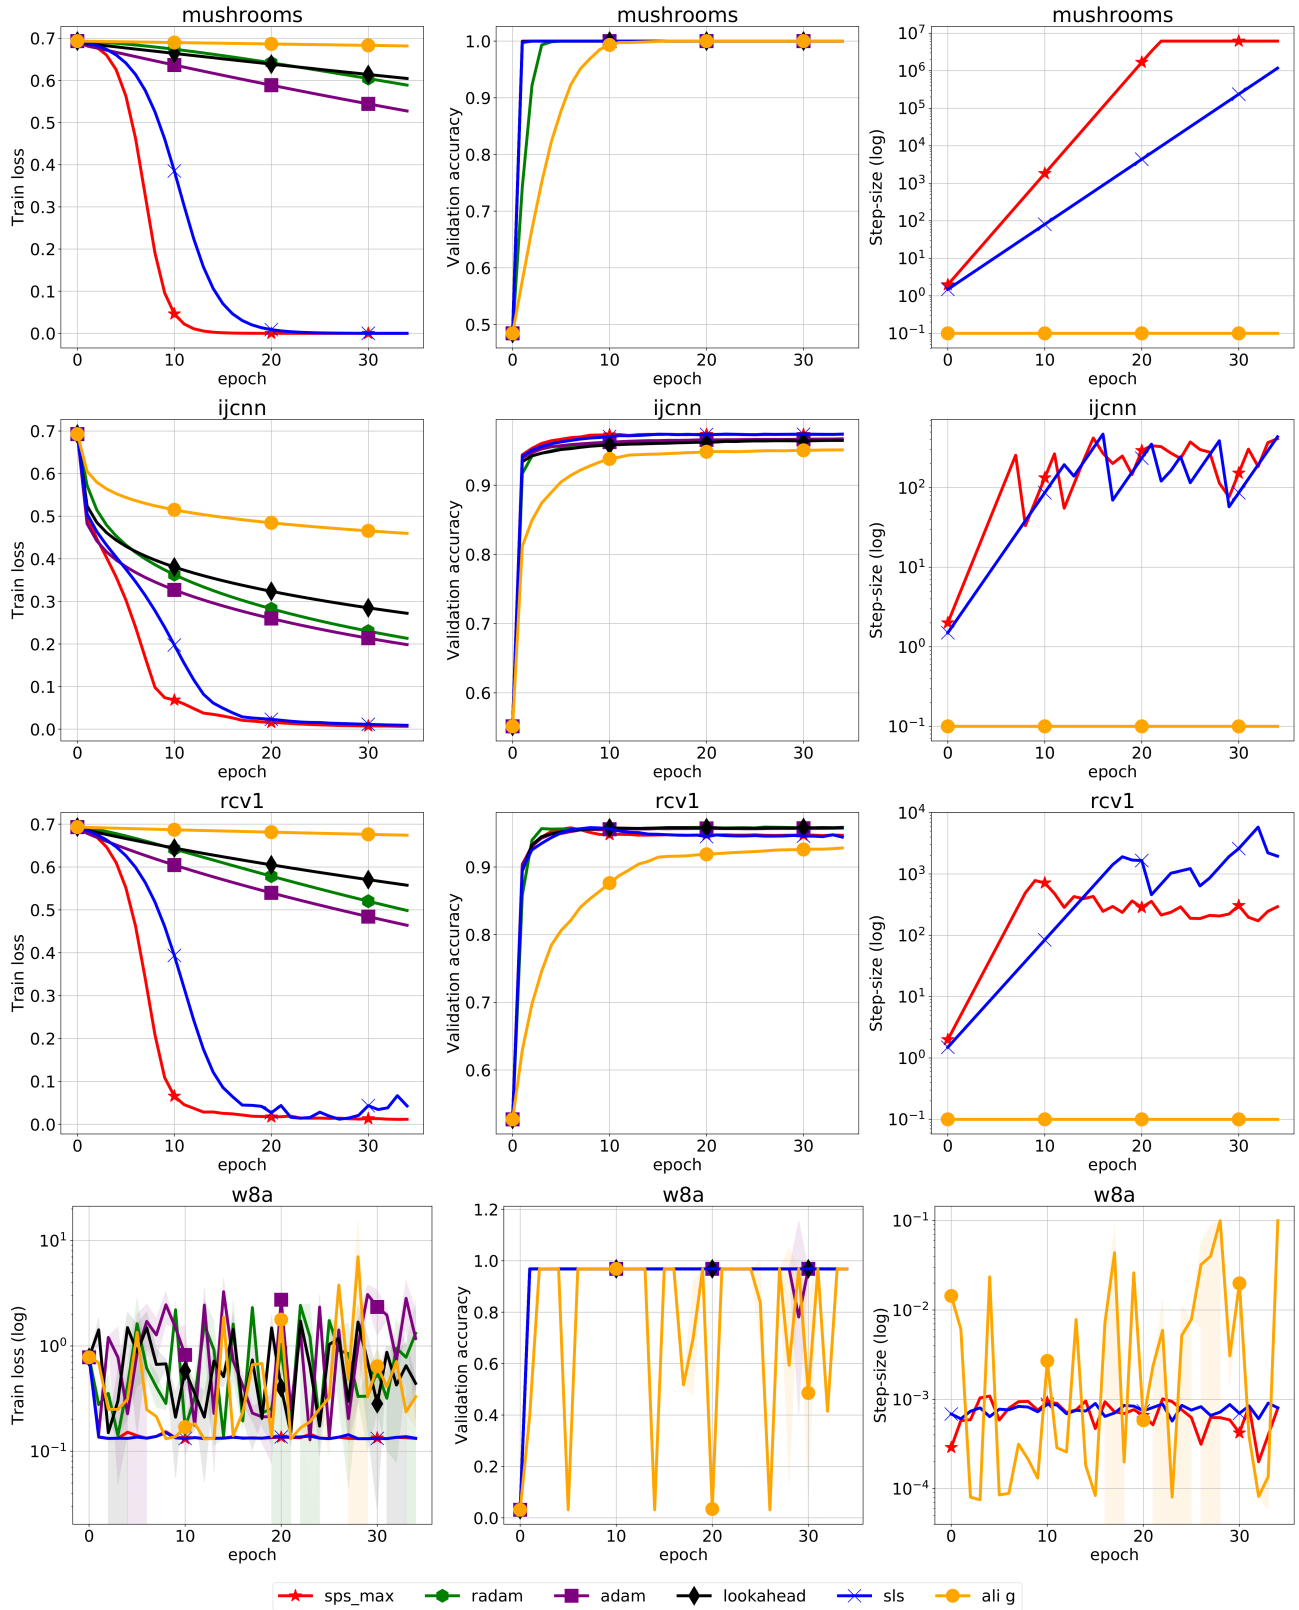 mushrooms
mushrooms
mushrooms
Train loss
0.7
0.6
0.5
0.4
0.3
0.2
0.1
0.0
0 10 20 30
epoch
Validation accuracy
1.0
0.9
0.8
0.7
0.6
0.5
0 10 20 30
epoch
Step-size (log)
10^7
10^6
10^5
10^4
10^3
10^2
10^1
10^0
10^−1
0 10 20 30
epoch
ijcnn
ijcnn
ijcnn
Train loss
0.7
0.6
0.5
0.4
0.3
0.2
0.1
0.0
0 10 20 30
epoch
Validation accuracy
0.9
0.8
0.7
0.6
0 10 20 30
epoch
Step-size (log)
10^2
10^1
10^0
10^−1
0 10 20 30
epoch
rcv1
rcv1
rcv1
Train loss
0.7
0.6
0.5
0.4
0.3
0.2
0.1
0.0
0 10 20 30
epoch
Validation accuracy
0.9
0.8
0.7
0.6
0 10 20 30
epoch
Step-size (log)
10^4
10^3
10^2
10^1
10^0
10^−1
0 10 20 30
epoch
w8a
w8a
w8a
Train loss (log)
10^1
10^0
10^−1
0 10 20 30
epoch
Validation accuracy
1.2
1.0
0.8
0.6
0.4
0.2
0.0
0 10 20 30
epoch
Step-size (log)
10^−1
10^−2
10^−3
10^−4
0 10 20 30
epoch
sps_max radam adam lookahead sls ali g